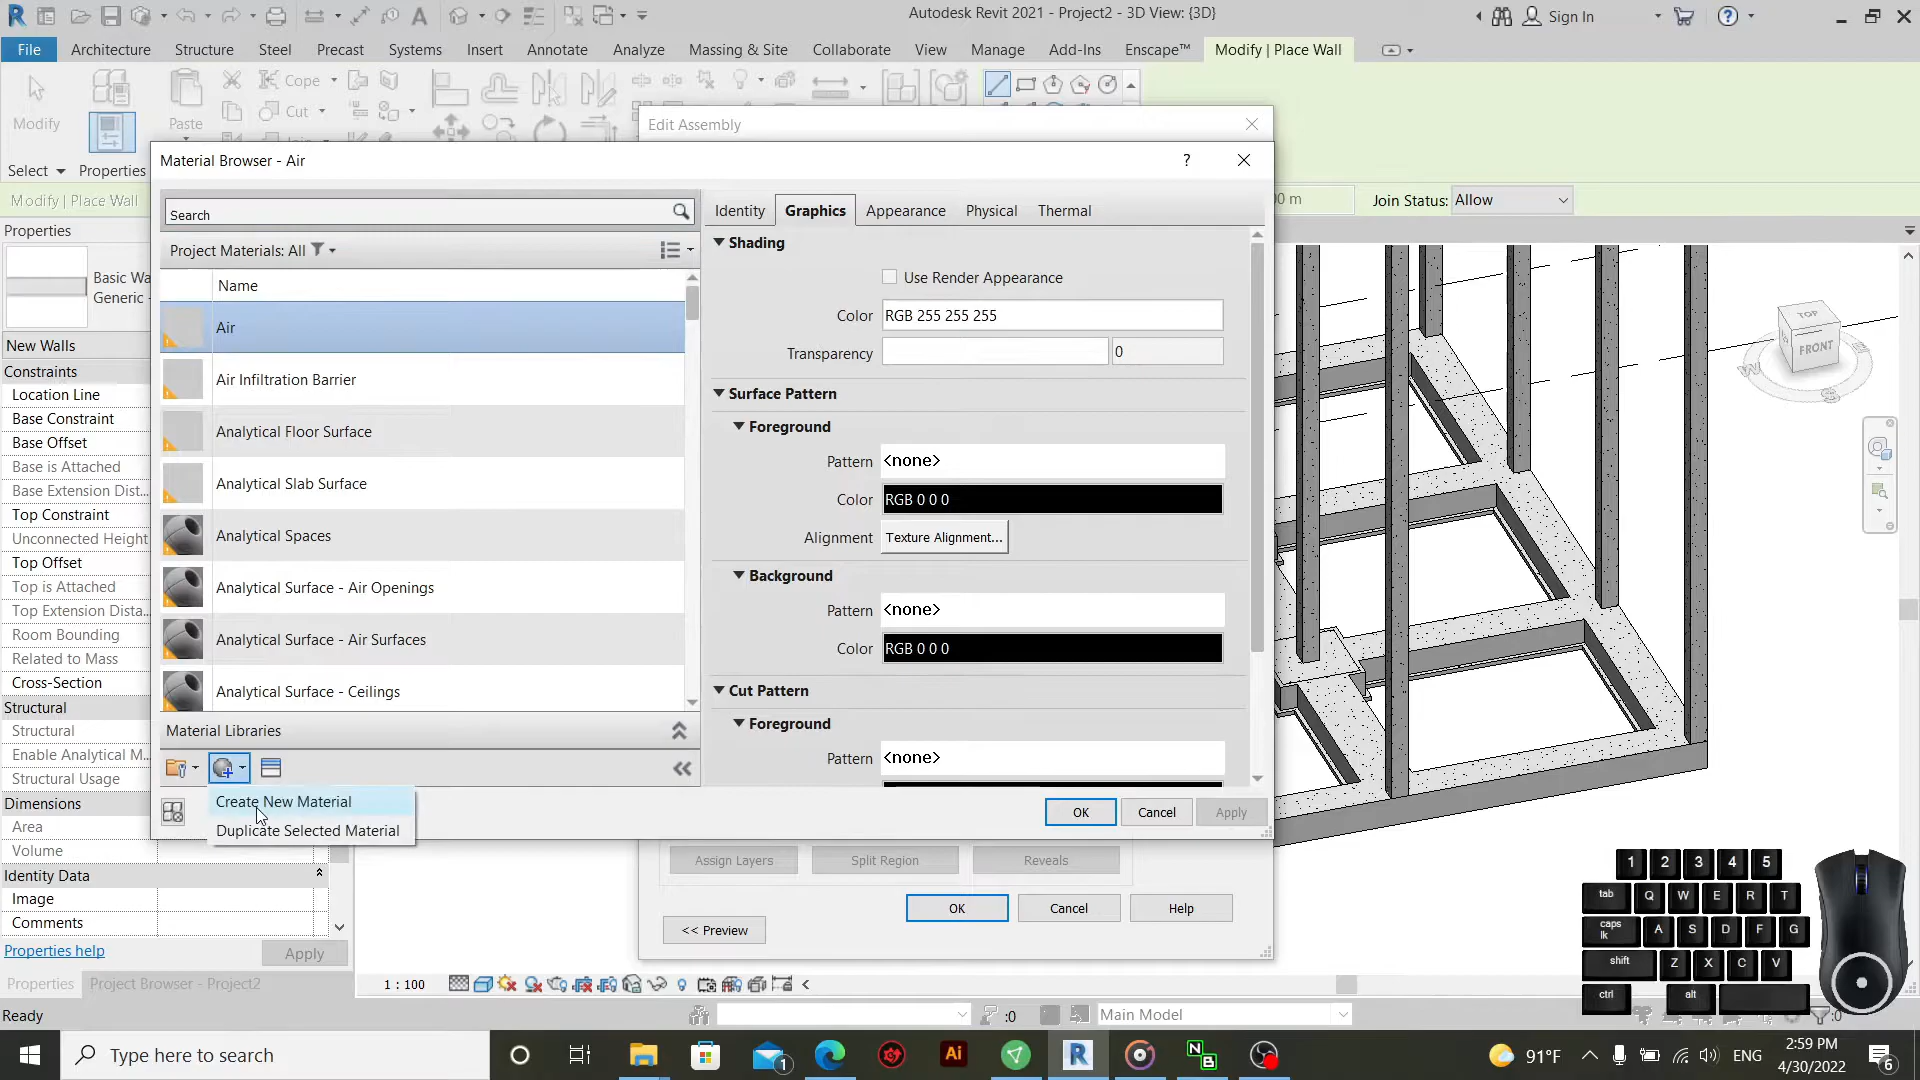 Autodesk Revit 2021 - Project2 - 3D View: {3D}
Sign In
File Architecture Structure Steel Precast Systems Insert Annotate Analyze Massing & Site Collaborate View Manage Add-Ins Enscape™ Modify | Place Wall
Modify
Paste
Cope
Cut
Select
Properties
Edit Assembly
Modify | Place Wall
Join Status: Allow
Properties
Basic Wa
Generic -
New Walls
Constraints
Location Line
Base Constraint
Base Offset
Base is Attached
Base Extension Dist...
Top Constraint
Unconnected Height
Top Offset
Top is Attached
Top Extension Dista...
Room Bounding
Related to Mass
Cross-Section
Structural
Structural
Enable Analytical M...
Structural Usage
Dimensions
Area
Volume
Identity Data
Image
Comments
Properties help
Apply
Properties
Project Browser - Project2
Material Browser - Air
?
Search
Project Materials: All
Name
Air
Air Infiltration Barrier
Analytical Floor Surface
Analytical Slab Surface
Analytical Spaces
Analytical Surface - Air Openings
Analytical Surface - Air Surfaces
Analytical Surface - Ceilings
Material Libraries
Create New Material
Duplicate Selected Material
Identity Graphics Appearance Physical Thermal
Shading
Use Render Appearance
Color RGB 255 255 255
Transparency 0
Surface Pattern
Foreground
Pattern <none>
Color RGB 0 0 0
Alignment Texture Alignment...
Background
Pattern <none>
Color RGB 0 0 0
Cut Pattern
Foreground
Pattern <none>
OK Cancel Apply
Assign Layers Split Region Reveals
OK Cancel Help
<< Preview
TOP
FRONT
W
S
1 : 100
Ready
:0
Main Model
:0
1 2 3 4 5
tab Q W E R T
caps lk A S D F G
shift Z X C V
ctrl alt
Type here to search
1
Ai
R
N
B
91°F
ENG
2:59 PM
4/30/2022
6